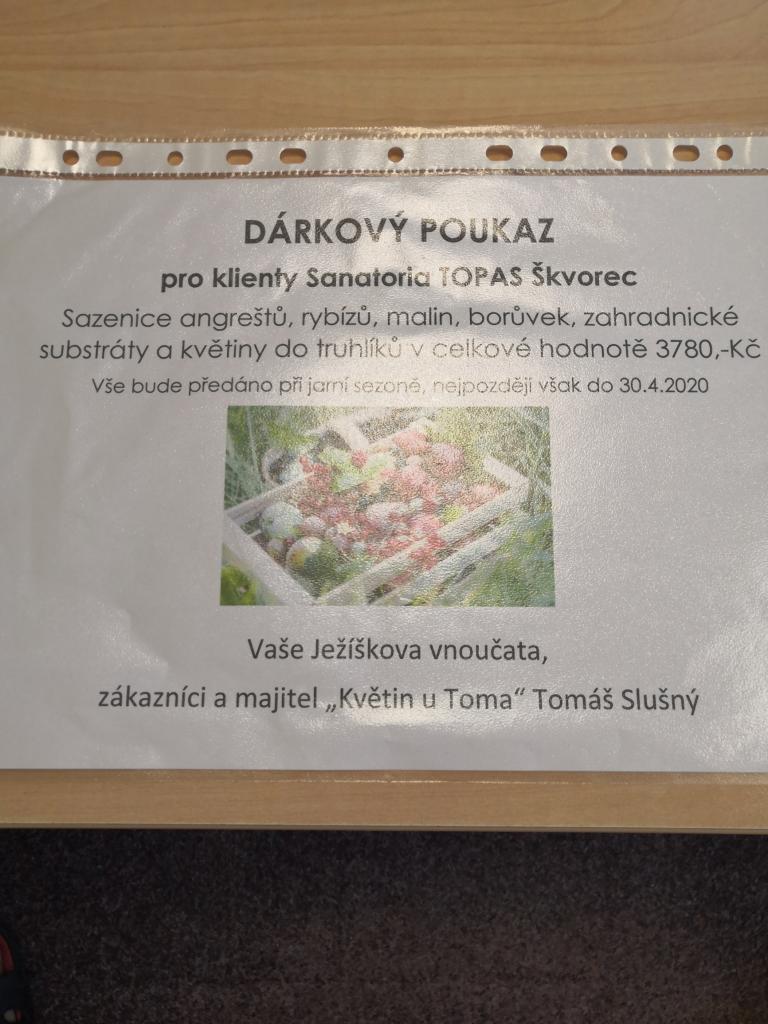 DÁRKOVÝ POUKAZ
pro klienty Sanatoria TOPAS Škvorec
Sazenice angreštů, rybízů, malin, borůvek, zahradnické
substráty a květiny do truhlíků v celkové hodnotě 3780,-Kč
Vše bude předáno při jarní sezoně, nejpozději však do 30.4.2020
Vaše Ježíškova vnoučata,
zákazníci a majitel „Květin u Toma“ Tomáš Slušný